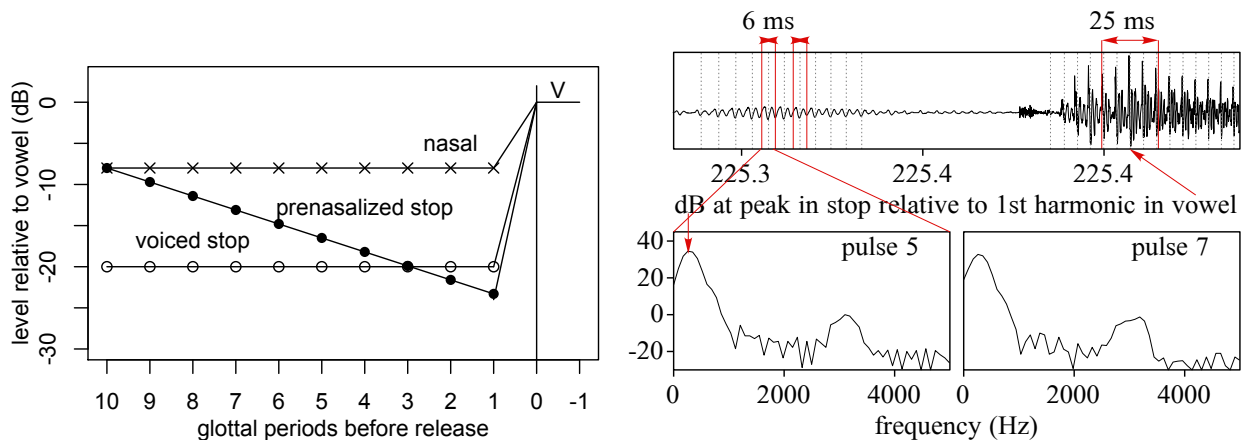 level relative to vowel (dB)
0
-10
-20
-30
V
nasal
prenasalized stop
voiced stop
10 9 8 7 6 5 4 3 2 1 0 -1
glottal periods before release
6 ms
25 ms
225.3 225.4 225.4
dB at peak in stop relative to 1st harmonic in vowel
40
20
0
-20
pulse 5
pulse 7
0 2000 4000 0 2000 4000
frequency (Hz)